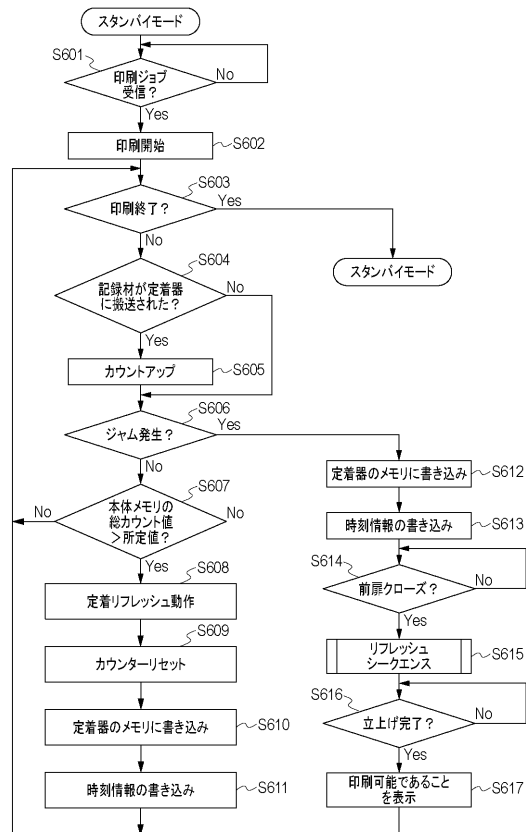 スタンバイモード
S601
印刷ジョブ
受信？
No
Yes
印刷開始
S602
S603
印刷終了？
Yes
No
スタンバイモード
S604
記録材が定着器
に搬送された？
No
Yes
カウントアップ
S605
S606
ジャム発生？
Yes
No
S607
本体メモリの
総カウント値
＞所定値？
No
No
Yes
S608
定着リフレッシュ動作
S609
カウンターリセット
定着器のメモリに書き込み
S610
時刻情報の書き込み
S611
定着器のメモリに書き込み
S612
時刻情報の書き込み
S613
S614
前扉クローズ？
No
Yes
リフレッシュ
シークエンス
S615
S616
立上げ完了？
No
Yes
印刷可能であること
を表示
S617